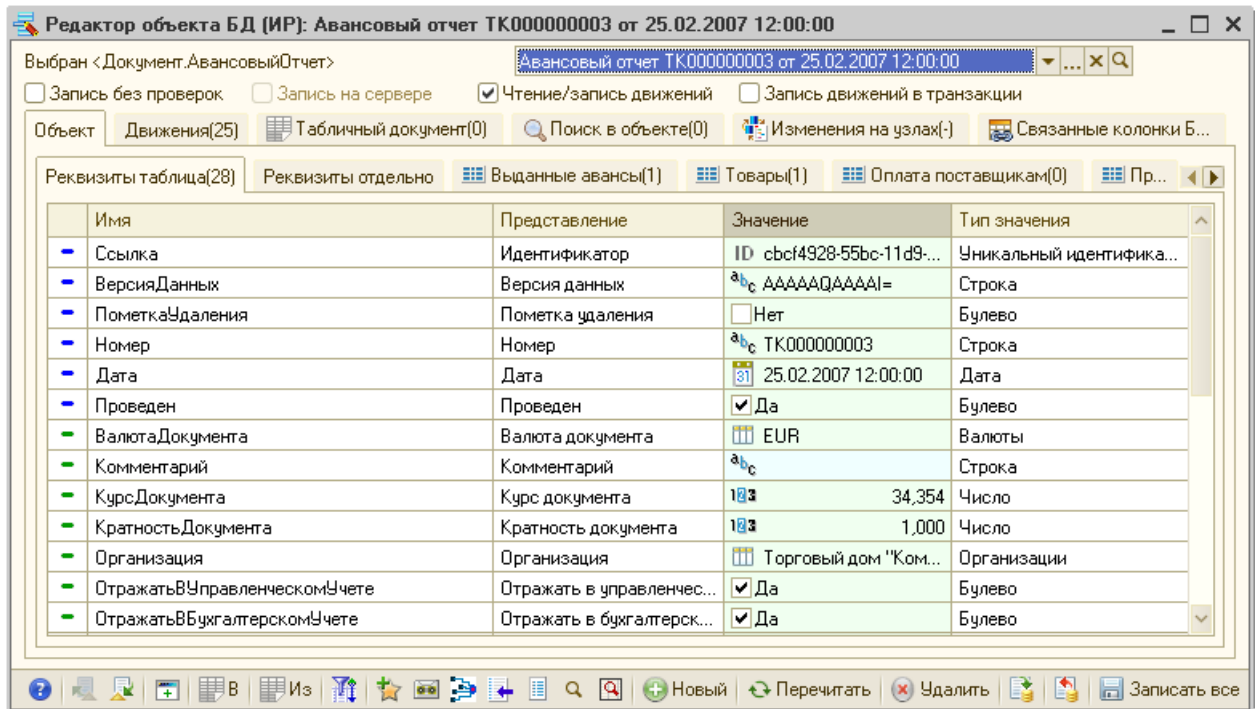 Редактор объекта БД (ИР): Авансовый отчет ТК000000003 от 25.02.2007 12:00:00
Выбран <Документ.АвансовыйОтчет> Авансовый отчет ТК000000003 от 25.02.2007 12:00:00 ...
Запись без проверок Запись на сервере Чтение/запись движений Запись движений в транзакции
Объект Движения(25) Табличный документ(0) Поиск в объекте(0) Изменения на узлах(-) Связанные колонки Б...
Реквизиты таблица(28) Реквизиты отдельно Выданные авансы(1) Товары(1) Оплата поставщикам(0) Пр...
Имя Представление Значение Тип значения
Ссылка Идентификатор ID cbcf4928-55bc-11d9-... Уникальный идентифика...
ВерсияДанных Версия данных abc AAAAAQAAAAI= Строка
ПометкаУдаления Пометка удаления Нет Булево
Номер Номер abc ТК000000003 Строка
Дата Дата 31 25.02.2007 12:00:00 Дата
Проведен Проведен Да Булево
ВалютаДокумента Валюта документа EUR Валюты
Комментарий Комментарий abc Строка
КурсДокумента Курс документа 123 34,354 Число
КратностьДокумента Кратность документа 123 1,000 Число
Организация Организация Торговый дом "Ком... Организации
ОтражатьВУправленческомУчете Отражать в управленчес... Да Булево
ОтражатьВБухгалтерскомУчете Отражать в бухгалтерск... Да Булево
В Из Новый Перечитать Удалить Записать все